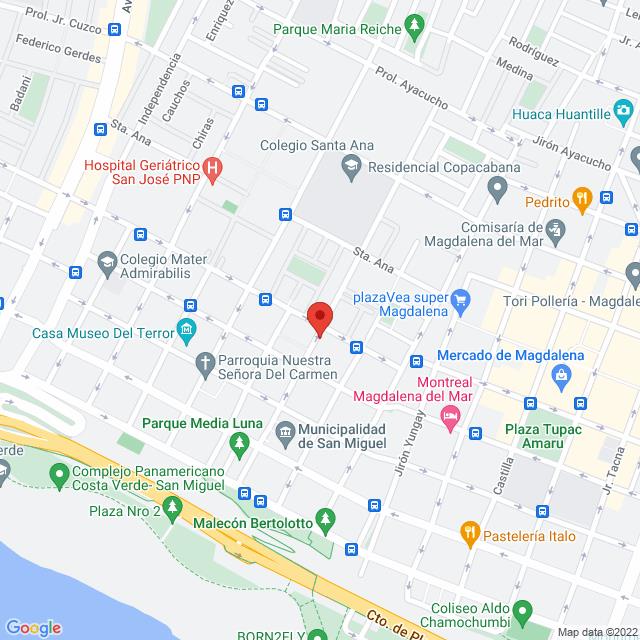 Prol. Jr. Cuzco
Av
Enriquez
Parque Maria Reiche
Jr. A
Federico Gerdes
Rodríguez
Medina
Badani
Independencia
Cauchos
Prol. Ayacucho
Huaca Huantille
Sta. Ana
Chiras
Colegio Santa Ana
Jirón Ayacucho
Hospital Geriátrico
San José PNP
Residencial Copacabana
Pedrito
Comisaría de
Magdalena del Mar
Colegio Mater
Admirabilis
Sta. Ana
plazaVea super
Magdalena
Tori Pollería - Magdale
Casa Museo Del Terror
Parroquia Nuestra
Señora Del Carmen
Mercado de Magdalena
Montreal
Magdalena del Mar
Parque Media Luna
Municipalidad
de San Miguel
Jirón Yungay
Plaza Tupac
Amaru
Castilla
Jr. Tacna
erde
Complejo Panamericano
Costa Verde- San Miguel
Plaza Nro 2
Malecón Bertolotto
Pastelería Italo
Cto. de Pl
Coliseo Aldo
Chamochumbi
BORN2FLY
Google
Map data ©2022